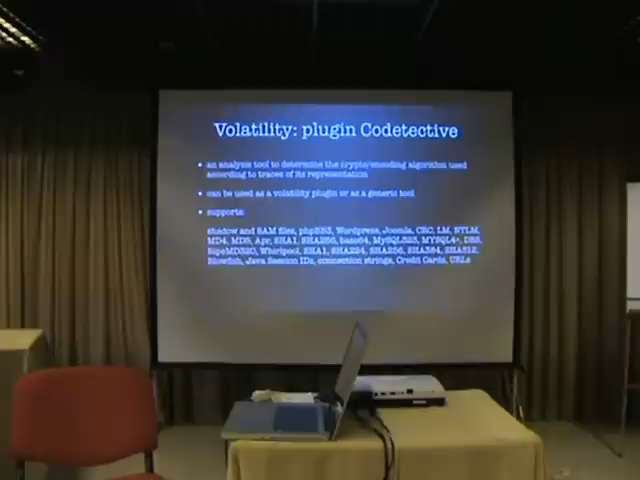 Volatility: plugin Codetective
• an analysis tool to determine the crypto/encoding algorithm used
according to traces of its representation
• can be used as a volatility plugin or as a generic tool
• supports:
shadow and SAM files, phpBB3, Wordpress, Joomla, CRC, LM, NTLM,
MD4, MD5, Apr, SHA1, SHA256, base64, MySQL323, MYSQL4+, DES,
RipeMD320, Whirlpool, SHA1, SHA224, SHA256, SHA384, SHA512,
Blowfish, Java Session IDs, connection strings, Credit Cards, URLs